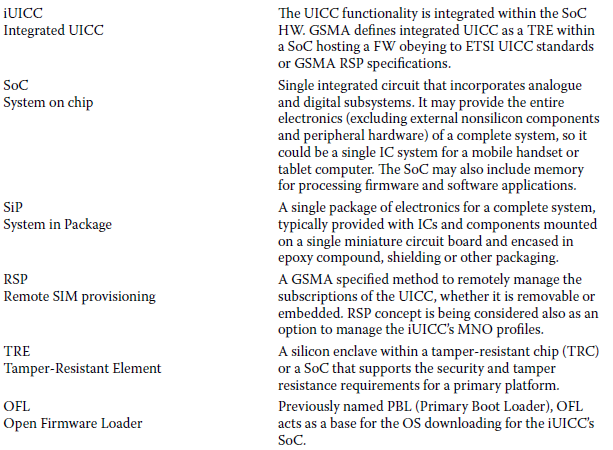 iUICC
Integrated UICC
The UICC functionality is integrated within the SoC
HW. GSMA defines integrated UICC as a TRE within
a SoC hosting a FW obeying to ETSI UICC standards
or GSMA RSP specifications.
SoC
System on chip
Single integrated circuit that incorporates analogue
and digital subsystems. It may provide the entire
electronics (excluding external nonsilicon components
and peripheral hardware) of a complete system, so it
could be a single IC system for a mobile handset or
tablet computer. The SoC may also include memory
for processing firmware and software applications.
SiP
System in Package
A single package of electronics for a complete system,
typically provided with ICs and components mounted
on a single miniature circuit board and encased in
epoxy compound, shielding or other packaging.
RSP
Remote SIM provisioning
A GSMA specified method to remotely manage the
subscriptions of the UICC, whether it is removable or
embedded. RSP concept is being considered also as an
option to manage the iUICC's MNO profiles.
TRE
Tamper-Resistant Element
A silicon enclave within a tamper-resistant chip (TRC)
or a SoC that supports the security and tamper
resistance requirements for a primary platform.
OFL
Open Firmware Loader
Previously named PBL (Primary Boot Loader), OFL
acts as a base for the OS downloading for the iUICC's
SoC.